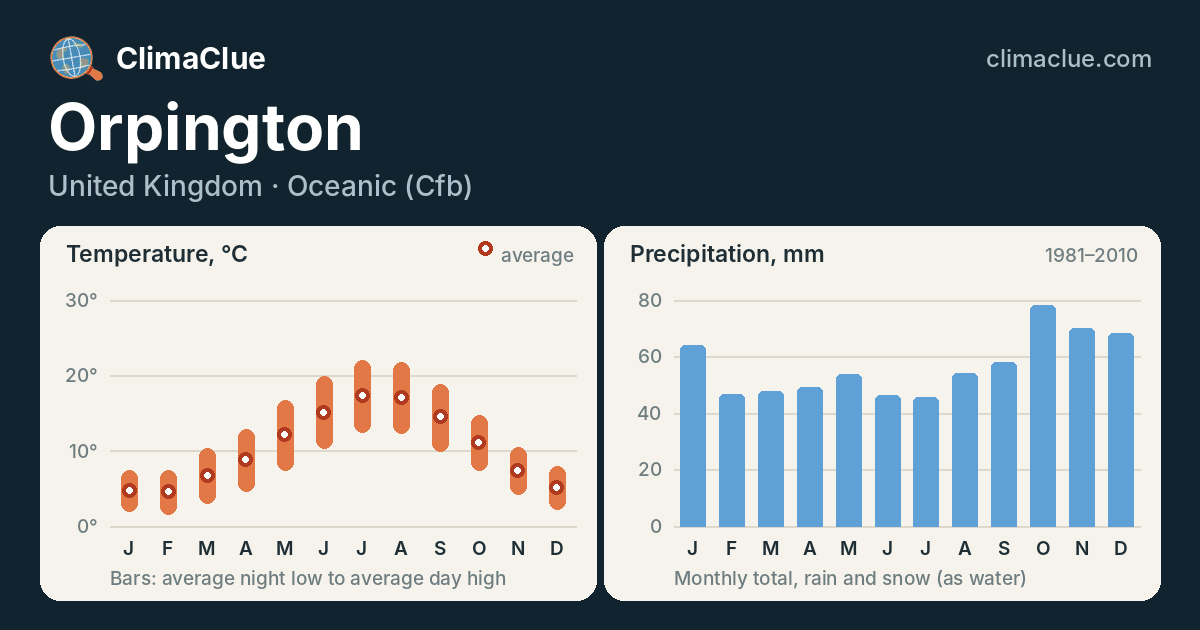 ClimaClue
climaclue.com
Orpington
United Kingdom · Oceanic (Cfb)
Temperature, °C
average
30°
20°
10°
0°
J F M A M J J A S O N D
Bars: average night low to average day high
Precipitation, mm
1981–2010
80
60
40
20
0
J F M A M J J A S O N D
Monthly total, rain and snow (as water)